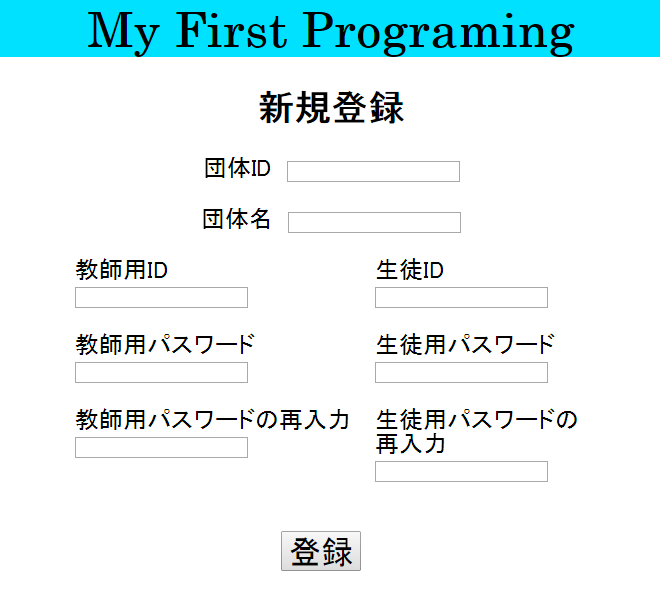 My First Programing
新規登録
団体ID
団体名
教師用ID
生徒ID
教師用パスワード
生徒用パスワード
教師用パスワードの再入力
生徒用パスワードの
再入力
登録